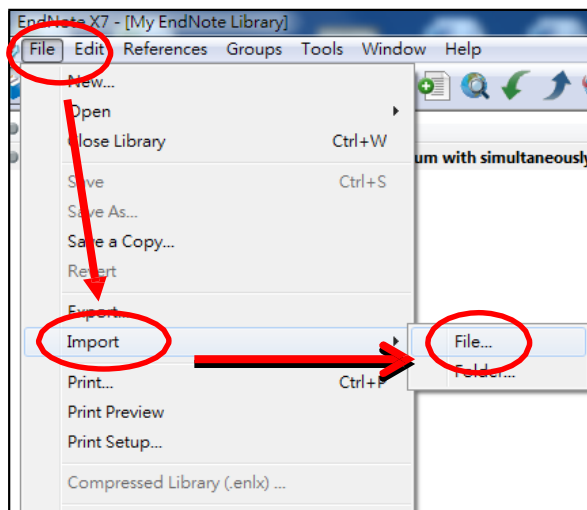 EndNote X7 - [My EndNote Library]
File Edit References Groups Tools Window Help
New...
Open
Close Library Ctrl+W
um with simultaneously
Save Ctrl+S
Save As...
Save a Copy...
Revert
Export...
Import
File...
Folder...
Print... Ctrl+P
Print Preview
Print Setup...
Compressed Library (.enlx) ...